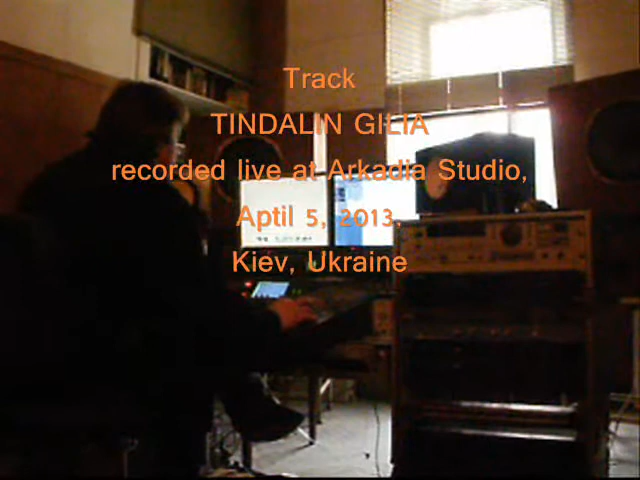 Track
TINDALIN GILIA
recorded live at Arkadia Studio,
Aptil 5, 2013,
Kiev, Ukraine